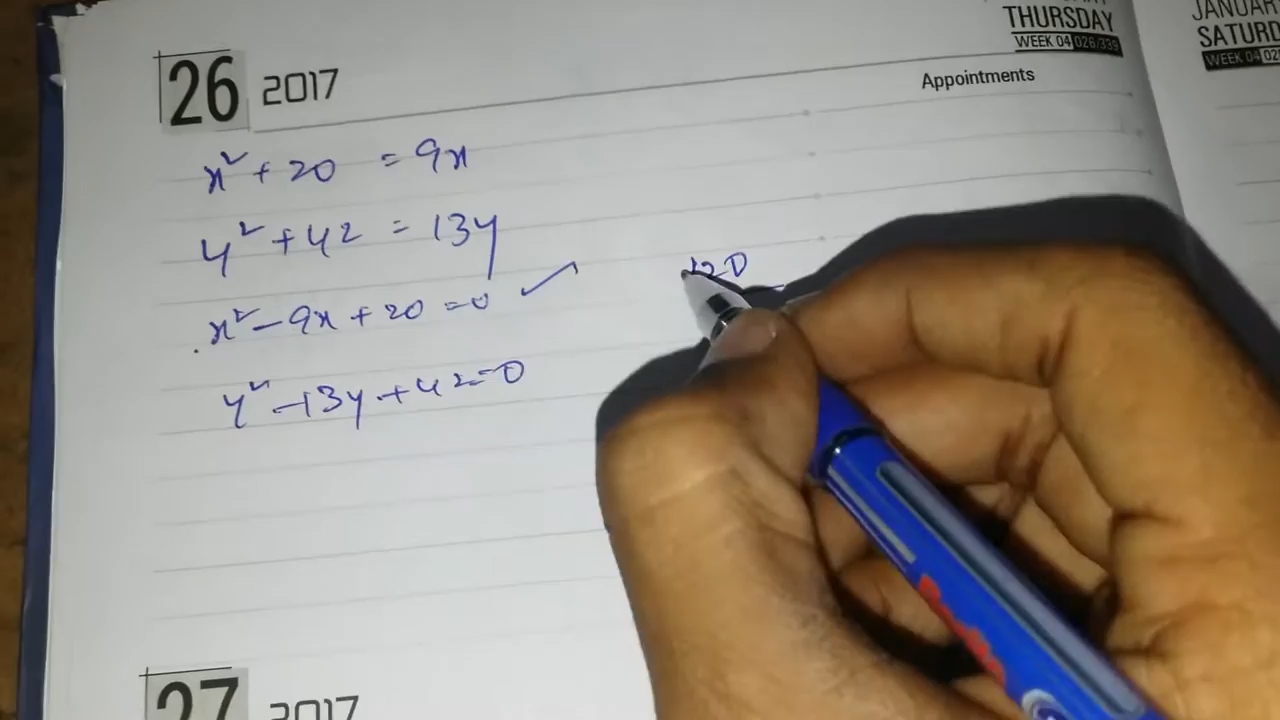 THURSDAY
WEEK 04 026/339
JANUAR
SATURD
WEEK 04
26 2017
Appointments
x² + 20 = 9x
y² + 42 = 13y
x² - 9x + 20 = 0 ✓
y² - 13y + 42 = 0
27 2017